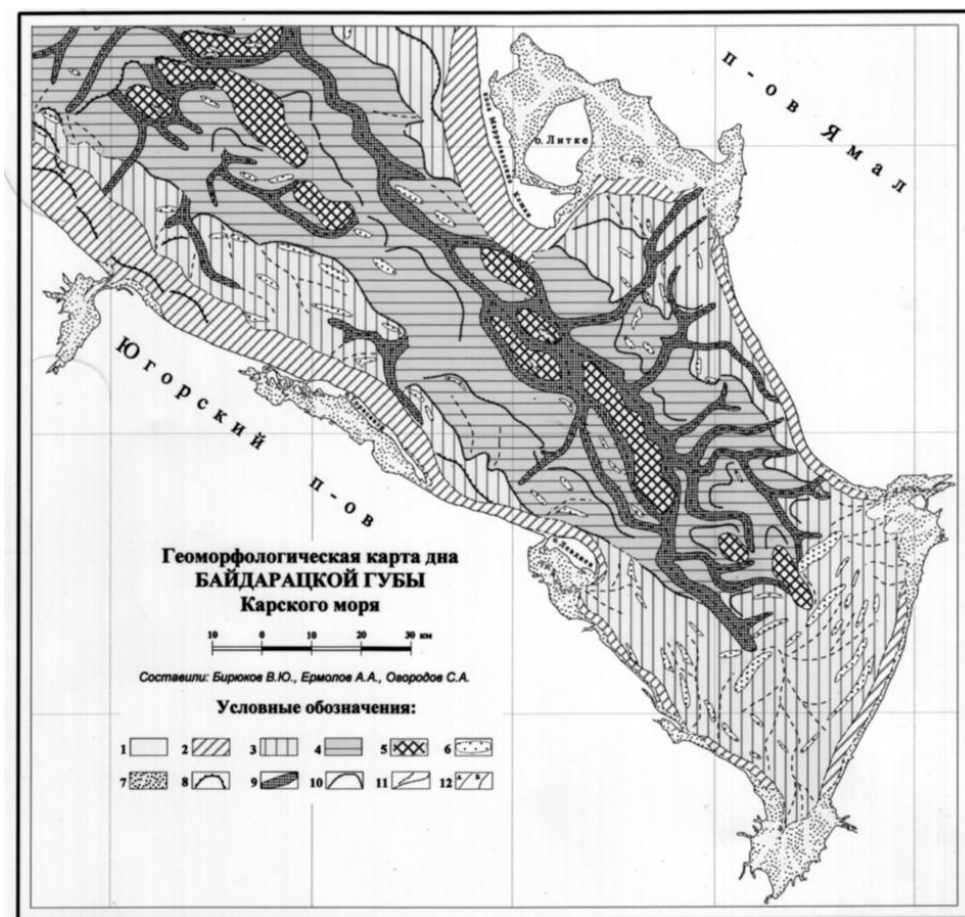 п-ов Ямал
о. Литке
Югорский
п-ов
Геоморфологическая карта дна
БАЙДАРАЦКОЙ ГУБЫ
Карского моря
10 0 10 20 30 км
Составили: Бирюков В.Ю., Ермолов А.А., Огородов С.А.
Условные обозначения:
1 2 3 4 5 6
7 8 9 10 11 12